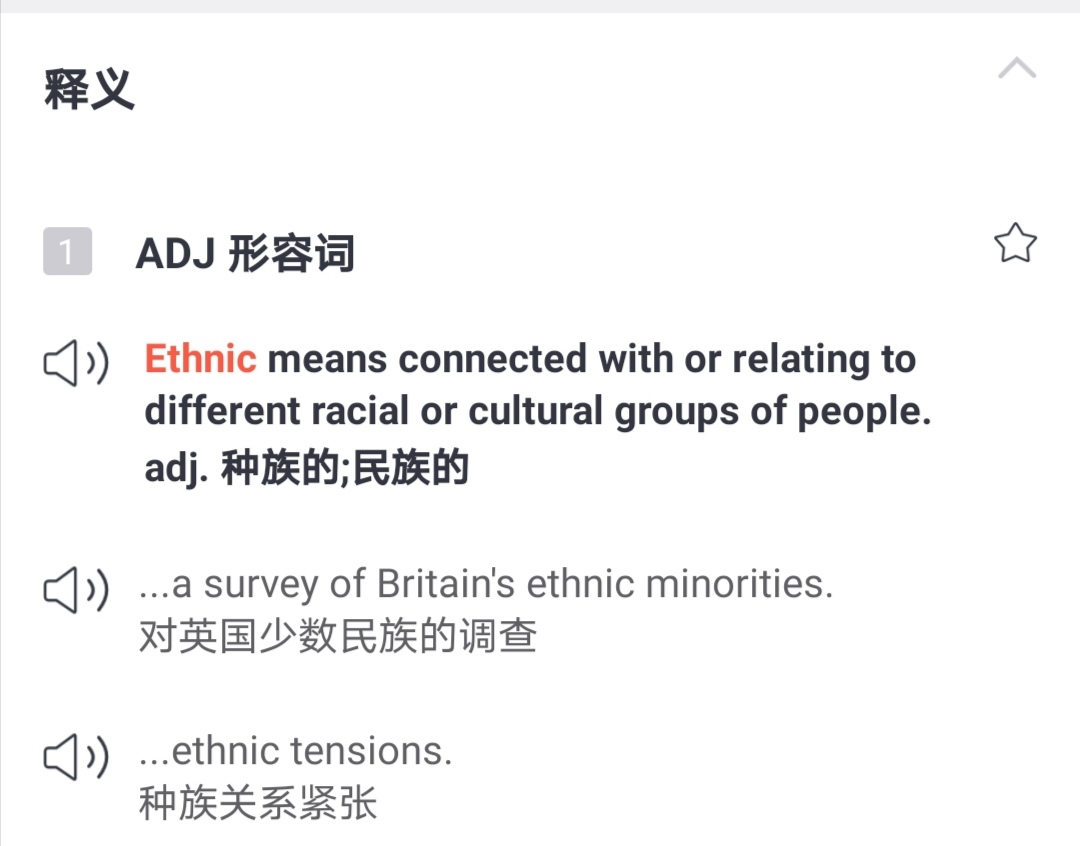 释义
1 ADJ 形容词
Ethnic means connected with or relating to
different racial or cultural groups of people.
adj. 种族的;民族的
...a survey of Britain's ethnic minorities.
对英国少数民族的调查
...ethnic tensions.
种族关系紧张